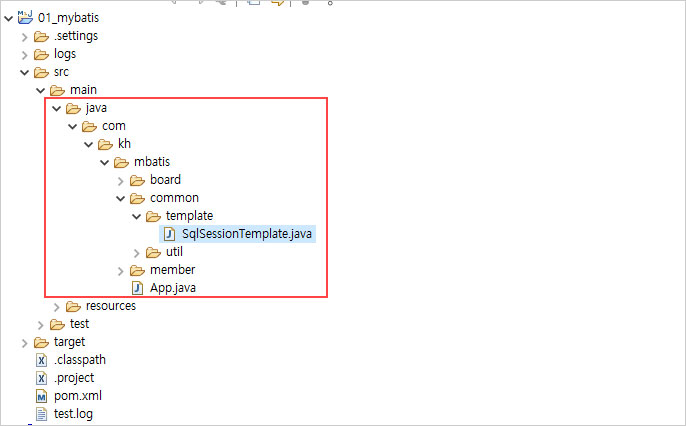 01_mybatis
.settings
logs
src
main
java
com
kh
mbatis
board
common
template
SqlSessionTemplate.java
util
member
App.java
resources
test
target
.classpath
.project
pom.xml
test.log